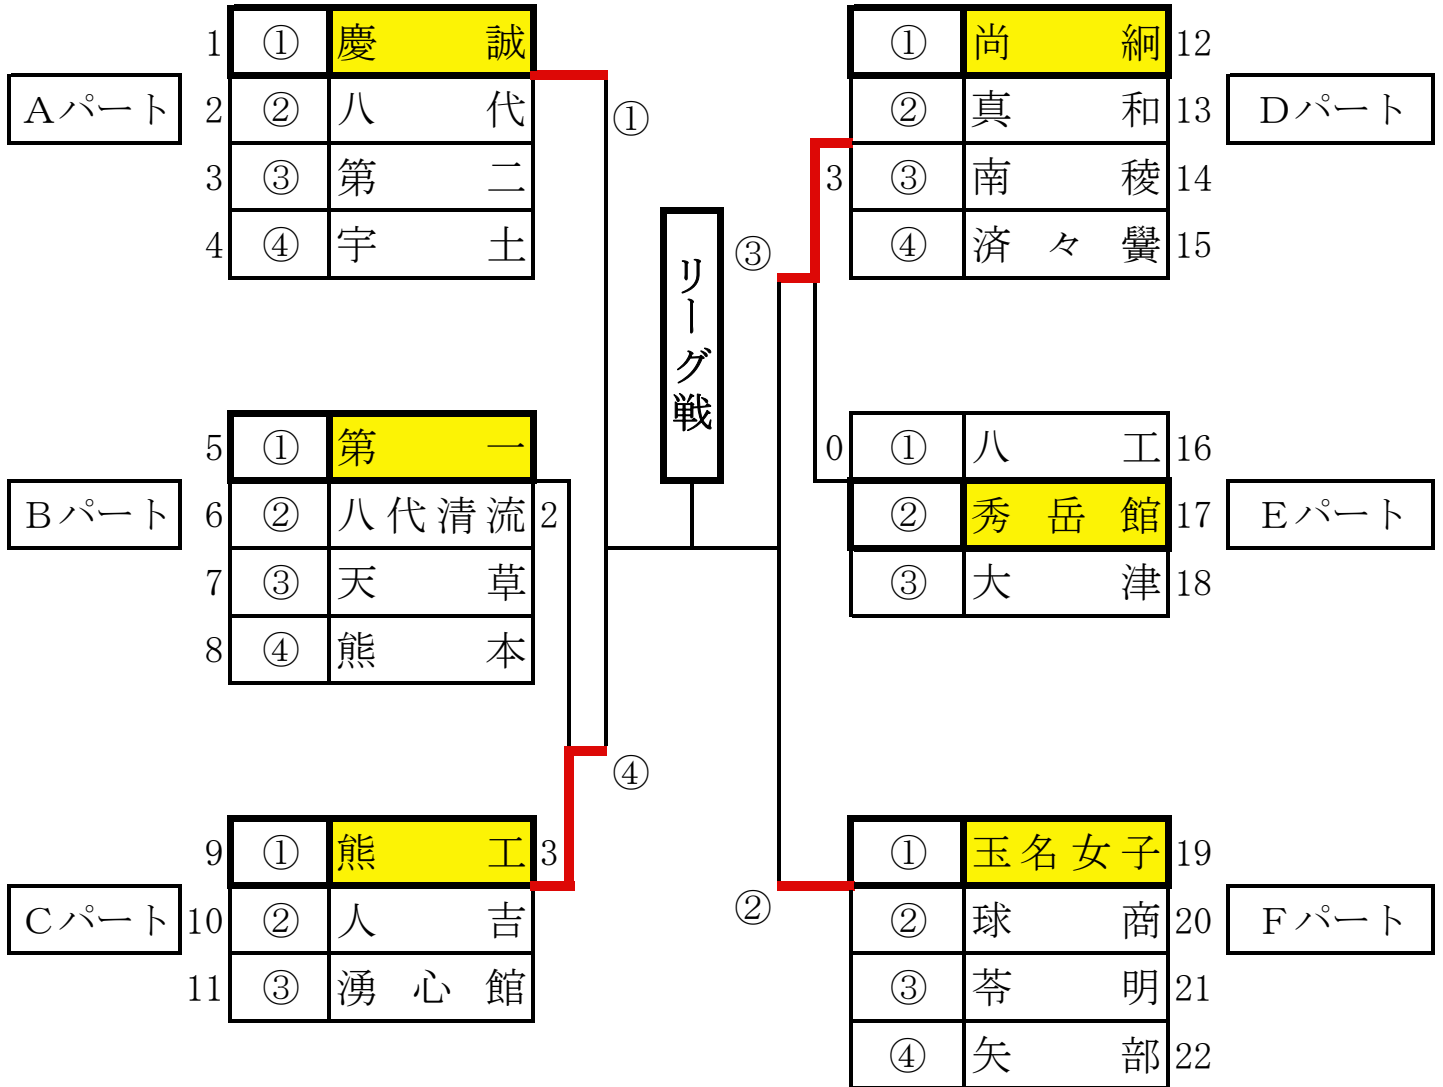 1 ① 慶誠
Aパート 2 ② 八代
3 ③ 第二
4 ④ 宇土
①
5 ① 第一
Bパート 6 ② 八代清流 2
7 ③ 天草
8 ④ 熊本
④
9 ① 熊工 3
Cパート 10 ② 人吉
11 ③ 湧心館
リーグ戦
① 尚絅 12
② 真和 13 Dパート
3 ③ 南稜 14
④ 済々黌 15
③
0 ① 八工 16
② 秀岳館 17 Eパート
③ 大津 18
① 玉名女子 19
②
② 球商 20 Fパート
③ 苓明 21
④ 矢部 22